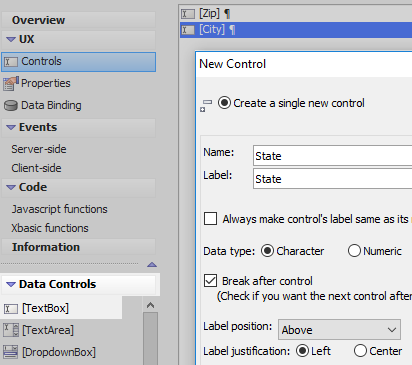 Overview
UX
Controls
Properties
Data Binding
Events
Server-side
Client-side
Code
Javascript functions
Xbasic functions
Information
Data Controls
[TextBox]
[TextArea]
[DropdownBox]
[Zip] ¶
[City] ¶
New Control
Create a single new control
Name: State
Label: State
Always make control's label same as its
Data type: Character Numeric
Break after control
(Check if you want the next control after
Label position: Above
Label justification: Left Center